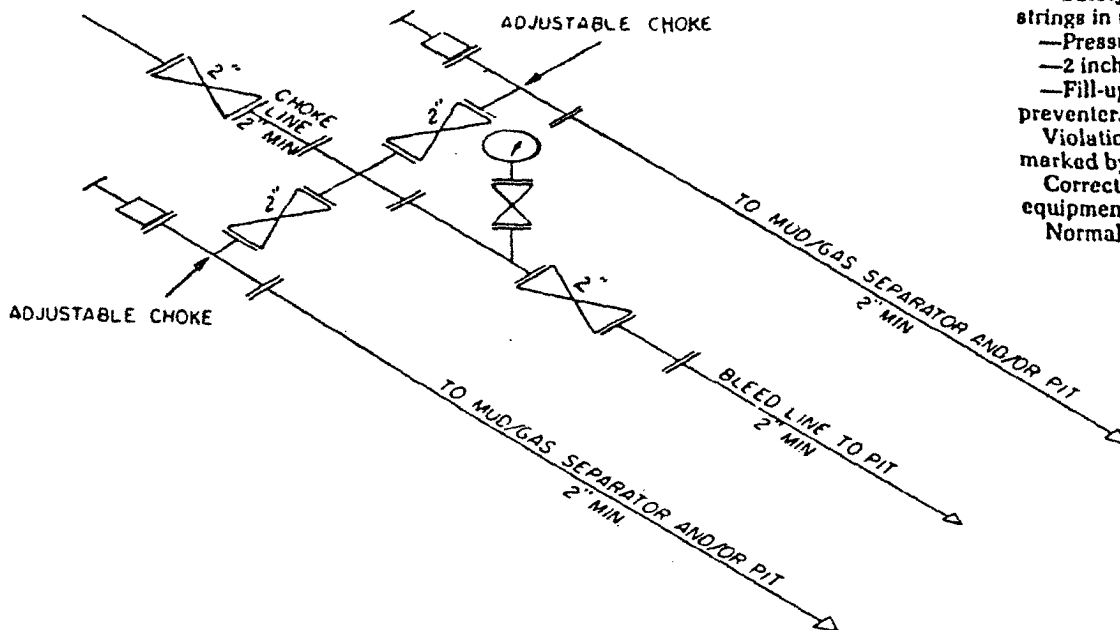 ADJUSTABLE CHOKE
2"
CHOKE
LINE
2" MIN
2"
2"
ADJUSTABLE CHOKE
2"
TO MUD/GAS SEPARATOR AND/OR PIT
2" MIN
BLEED LINE TO PIT
2" MIN
TO MUD/GAS SEPARATOR AND/OR PIT
2" MIN.
strings in
—Pressu
—2 inch
—Fill-up
preventer.
Violatio
marked by
Correct
equipmen
Normal